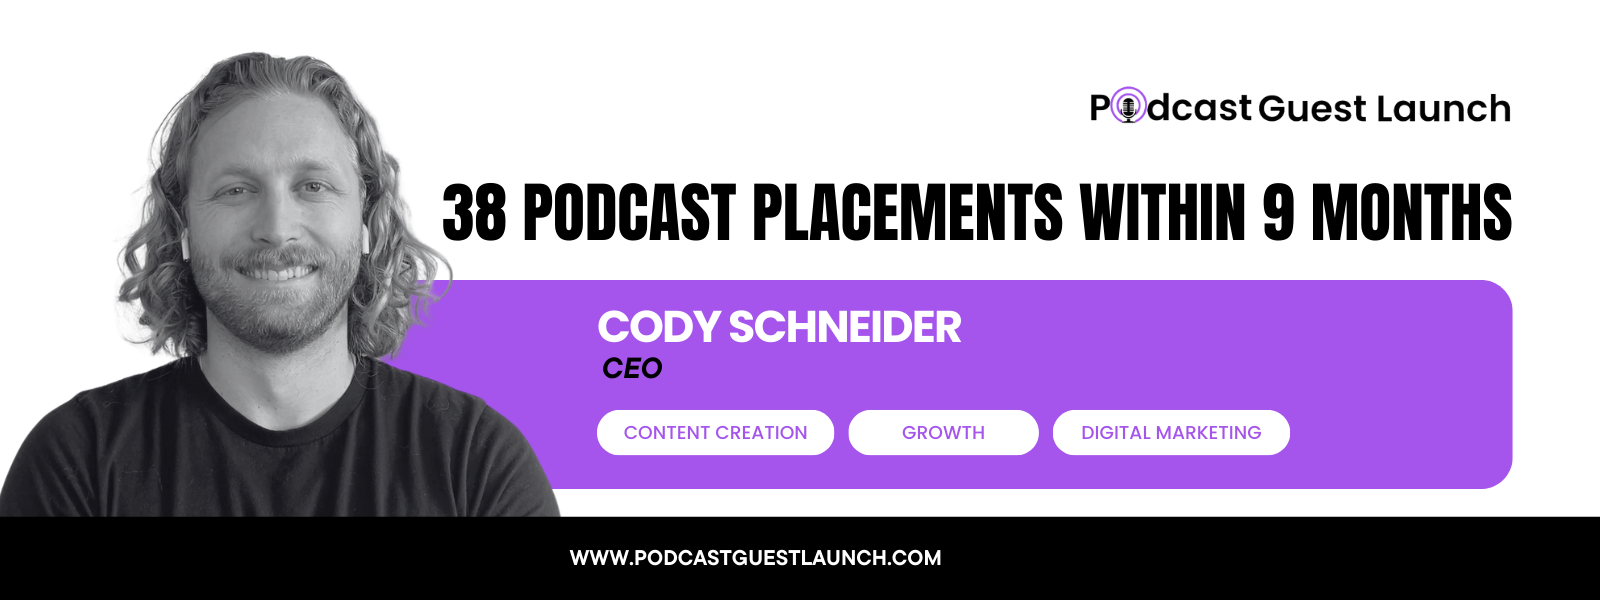 Podcast Guest Launch
38 PODCAST PLACEMENTS WITHIN 9 MONTHS
CODY SCHNEIDER
CEO
CONTENT CREATION GROWTH DIGITAL MARKETING
WWW.PODCASTGUESTLAUNCH.COM